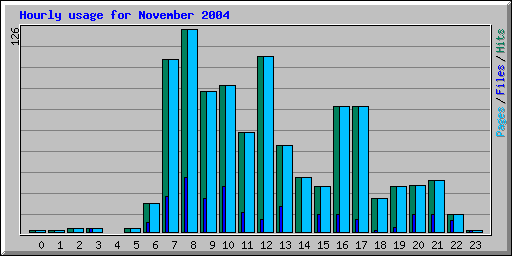 Hourly usage for November 2004
126
Pages / Files / Hits
0 1 2 3 4 5 6 7 8 9 10 11 12 13 14 15 16 17 18 19 20 21 22 23